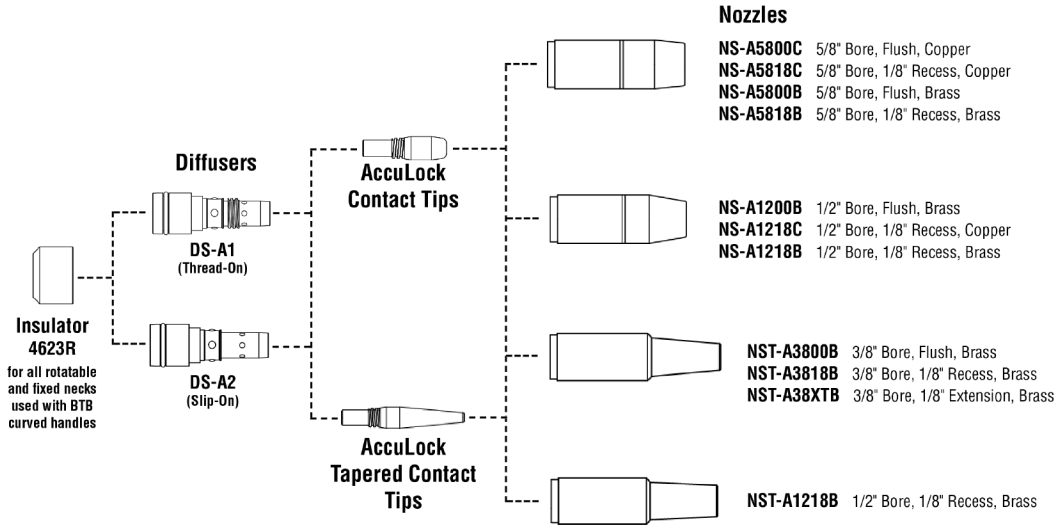 Nozzles
NS-A5800C 5/8" Bore, Flush, Copper
NS-A5818C 5/8" Bore, 1/8" Recess, Copper
NS-A5800B 5/8" Bore, Flush, Brass
NS-A5818B 5/8" Bore, 1/8" Recess, Brass
Diffusers
AccuLock
Contact Tips
NS-A1200B 1/2" Bore, Flush, Brass
NS-A1218C 1/2" Bore, 1/8" Recess, Copper
NS-A1218B 1/2" Bore, 1/8" Recess, Brass
DS-A1
(Thread-On)
Insulator
4623R
for all rotatable
and fixed necks
used with BTB
curved handles
DS-A2
(Slip-On)
NST-A3800B 3/8" Bore, Flush, Brass
NST-A3818B 3/8" Bore, 1/8" Recess, Brass
NST-A38XTB 3/8" Bore, 1/8" Extension, Brass
AccuLock
Tapered Contact
Tips
NST-A1218B 1/2" Bore, 1/8" Recess, Brass